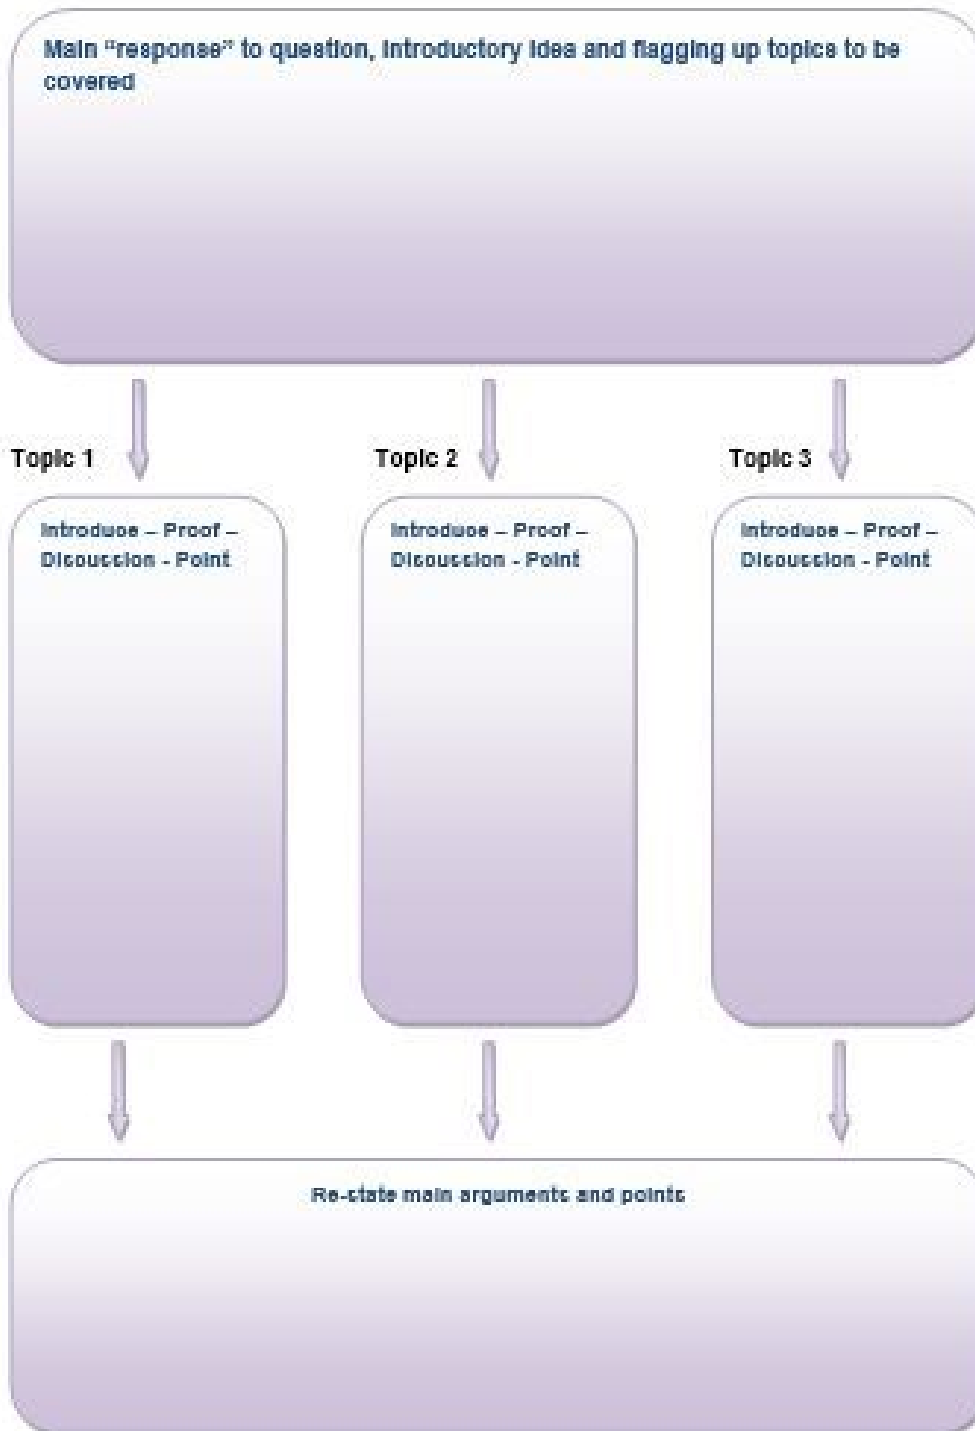 Main “response” to question, introductory idea and flagging up topics to be
covered
Topic 1
Topic 2
Topic 3
Introduce – Proof –
Discussion - Point
Introduce – Proof –
Discussion - Point
Introduce – Proof –
Discussion - Point
Re-state main arguments and points